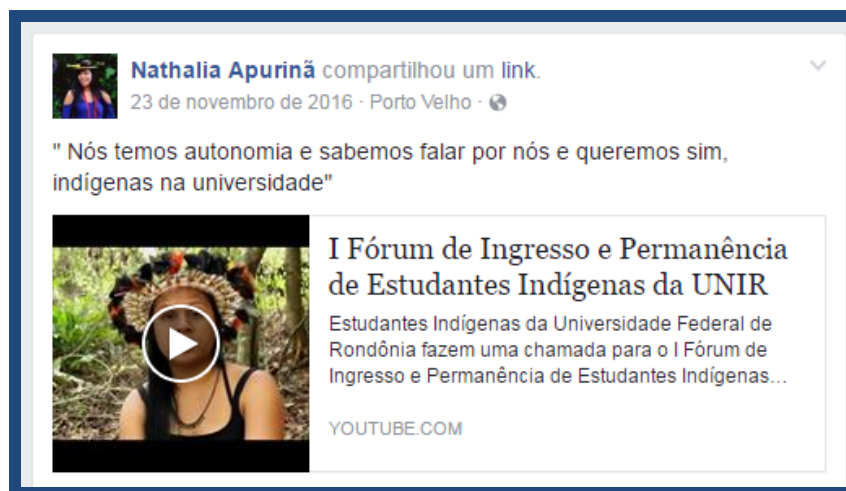 Nathalia Apurinã compartilhou um link.
23 de novembro de 2016 · Porto Velho ·
" Nós temos autonomia e sabemos falar por nós e queremos sim,
indígenas na universidade"
I Fórum de Ingresso e Permanência
de Estudantes Indígenas da UNIR
Estudantes Indígenas da Universidade Federal de
Rondônia fazem uma chamada para o I Fórum de
Ingresso e Permanência de Estudantes Indígenas...
YOUTUBE.COM